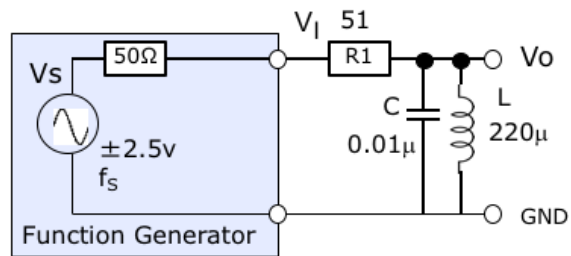 50Ω
V_I
51
R1
Vo
Vs
C
0.01μ
L
220μ
±2.5v
f_S
GND
Function Generator